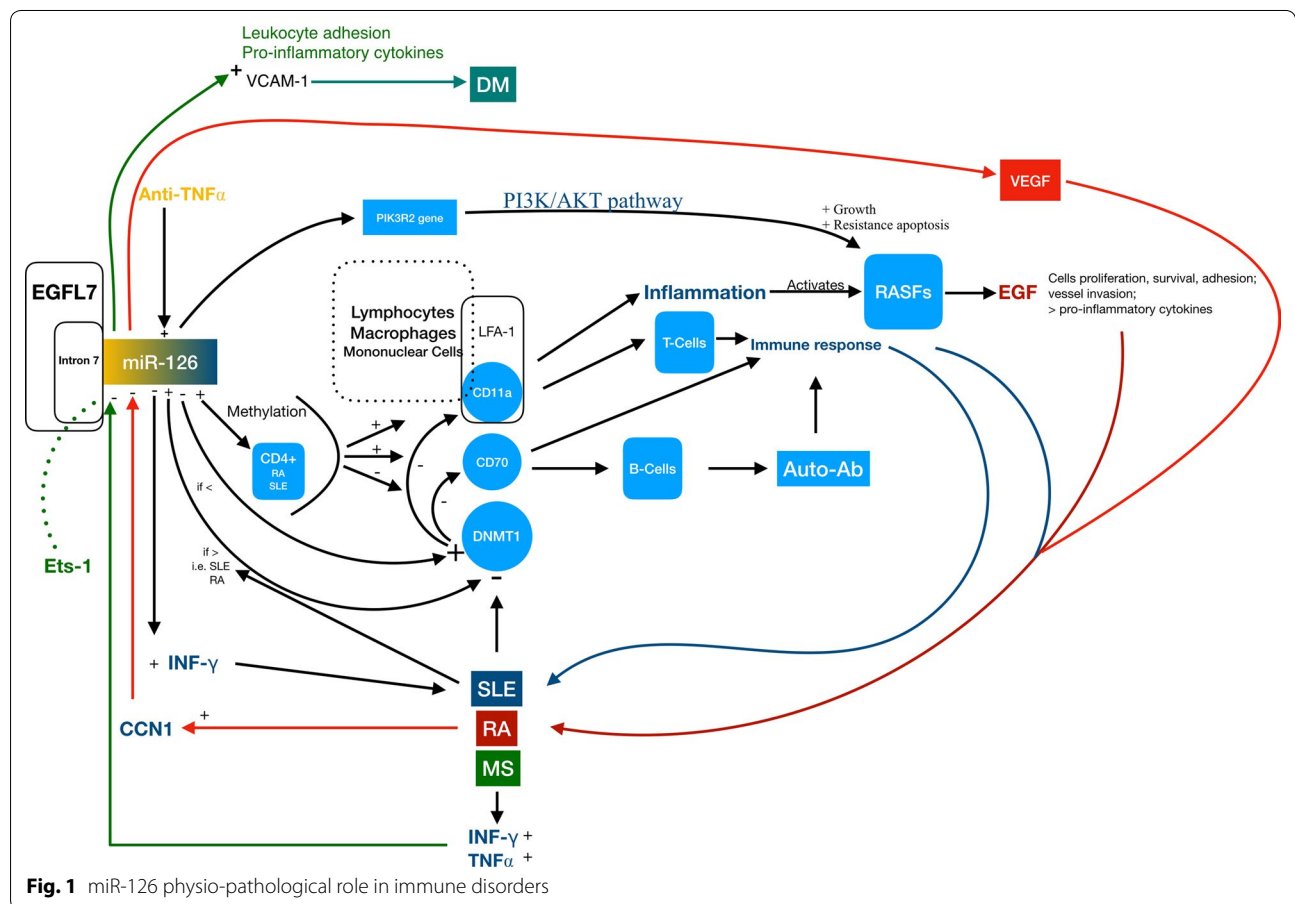 Leukocyte adhesion
Pro-inflammatory cytokines
+
VCAM-1
DM
VEGF
Anti-TNFα
PI3K/AKT pathway
PIK3R2 gene
+ Growth
+ Resistance apoptosis
EGFL7
Intron 7
miR-126
+
- - - + - +
Lymphocytes
Macrophages
Mononuclear Cells
LFA-1
CD11a
Inflammation
Activates
RASFs
EGF
Cells proliferation, survival, adhesion;
vessel invasion;
> pro-inflammatory cytokines
T-Cells
Immune response
Methylation
CD4+
RA
SLE
+
+
-
-
-
CD70
B-Cells
Auto-Ab
if <
DNMT1
+
-
if >
i.e. SLE
RA
Ets-1
+ INF-γ
SLE
CCN1
+
RA
MS
INF-γ +
TNFα +
Fig. 1 miR-126 physio-pathological role in immune disorders